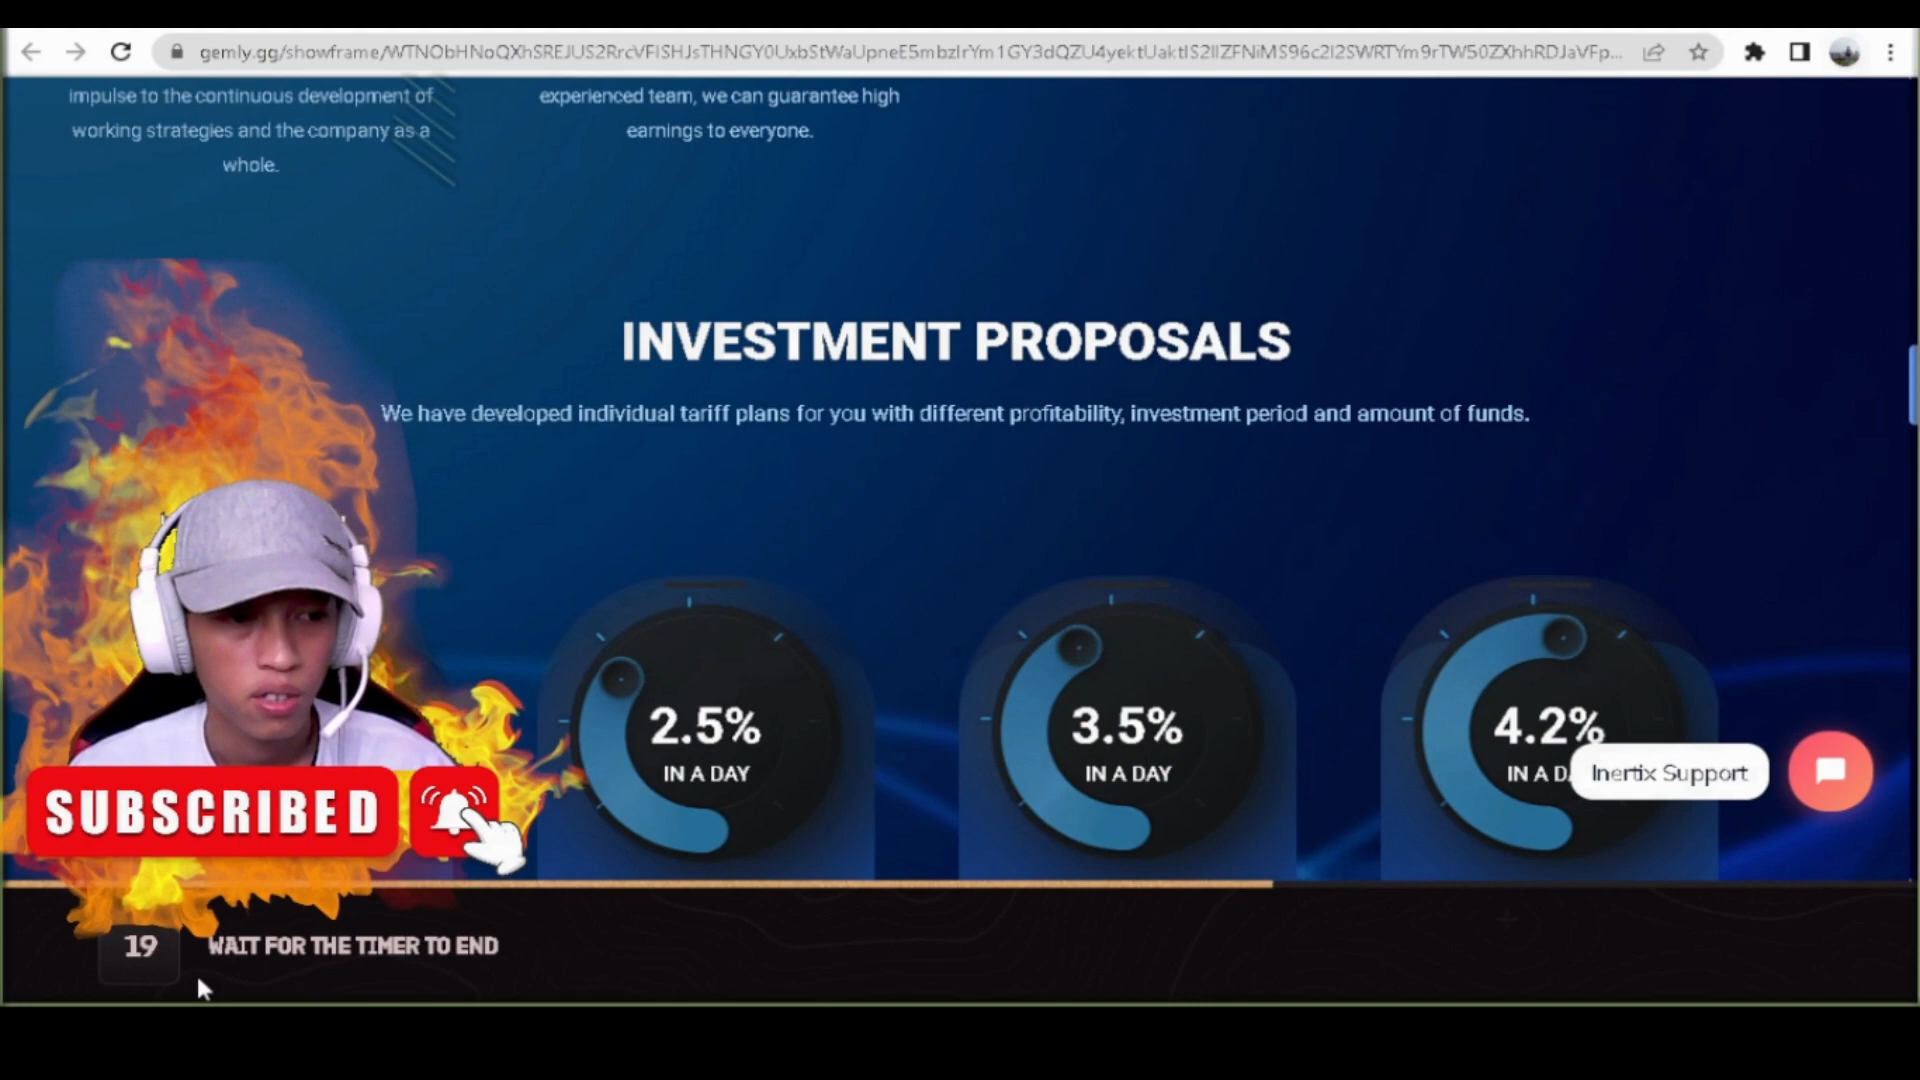 impulse to the continuous development of
working strategies and the company as a
whole.
experienced team, we can guarantee high
earnings to everyone.
INVESTMENT PROPOSALS
We have developed individual tariff plans for you with different profitability, investment period and amount of funds.
2.5%
IN A DAY
3.5%
IN A DAY
4.2%
IN A D
Inertix Support
SUBSCRIBED
19
WAIT FOR THE TIMER TO END